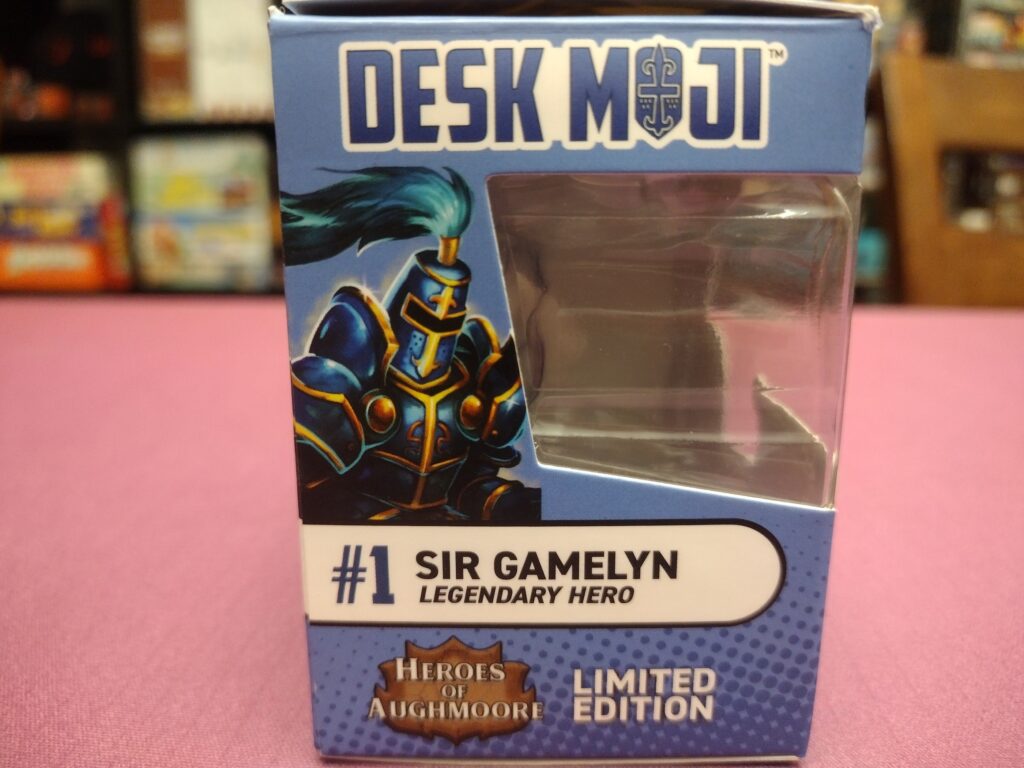 DESK MOJI™
#1 SIR GAMELYN
LEGENDARY HERO
HEROES
OF
AUGHMOORE
LIMITED
EDITION